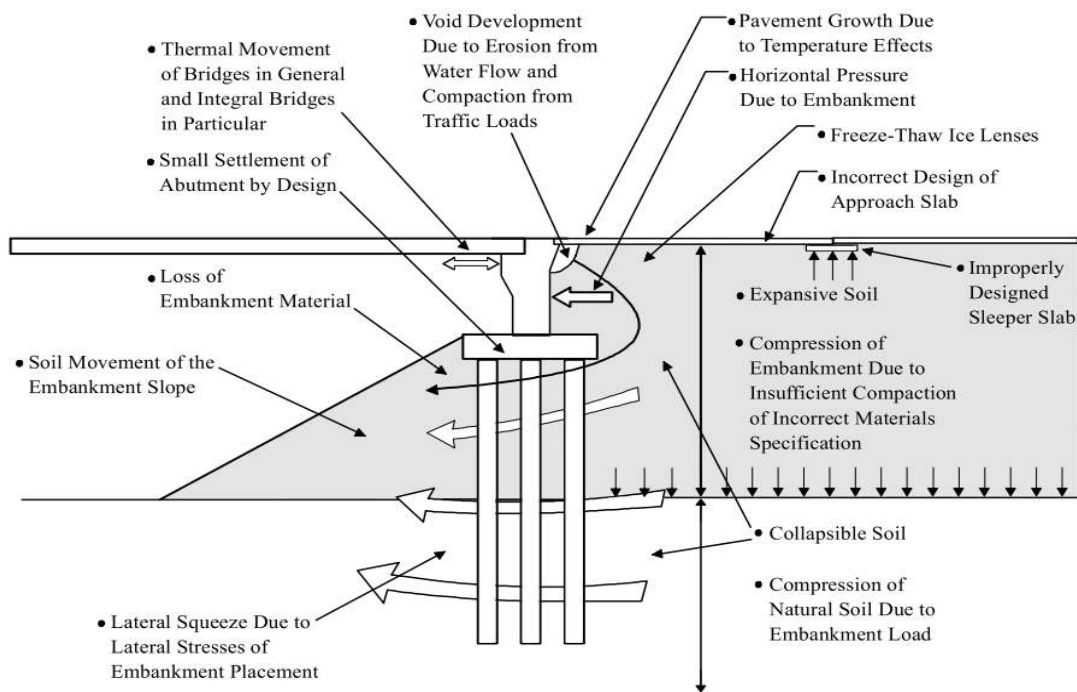 • Thermal Movement
of Bridges in General
and Integral Bridges
in Particular
• Small Settlement of
Abutment by Design
• Loss of
Embankment Material
• Soil Movement of the
Embankment Slope
• Lateral Squeeze Due to
Lateral Stresses of
Embankment Placement
• Void Development
Due to Erosion from
Water Flow and
Compaction from
Traffic Loads
• Pavement Growth Due
to Temperature Effects
• Horizontal Pressure
Due to Embankment
• Freeze-Thaw Ice Lenses
• Incorrect Design of
Approach Slab
• Improperly
Designed
Sleeper Slab
• Expansive Soil
• Compression of
Embankment Due to
Insufficient Compaction
of Incorrect Materials
Specification
• Collapsible Soil
• Compression of
Natural Soil Due to
Embankment Load